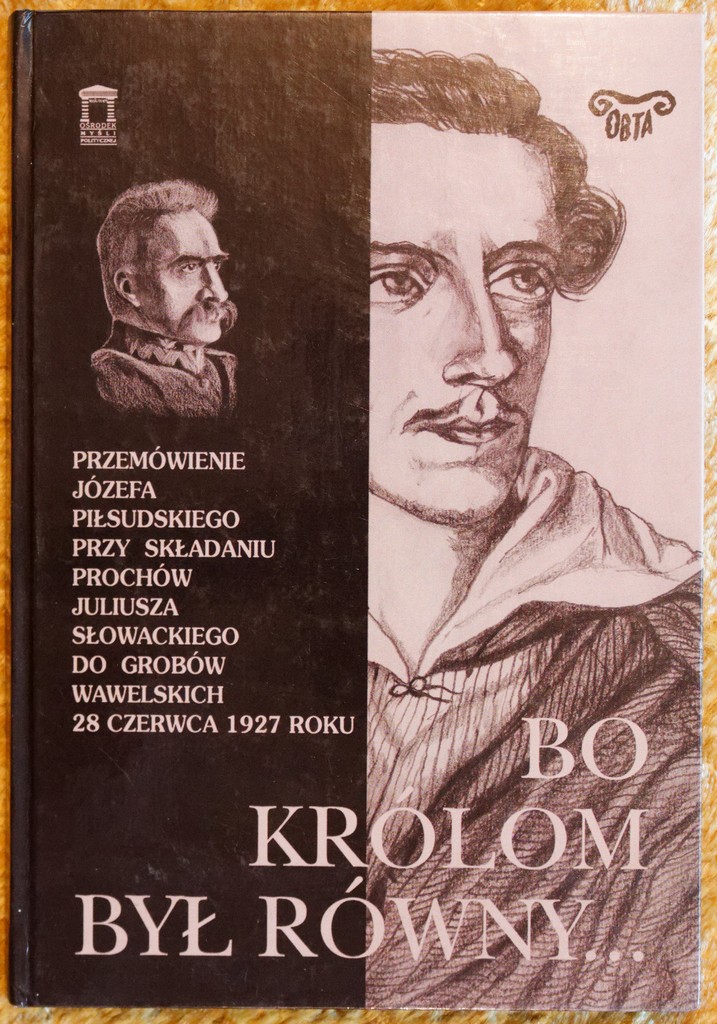 OŚRODEK
MYŚLI
POLITYCZNEJ
OBTA
PRZEMÓWIENIE
JÓZEFA
PIŁSUDSKIEGO
PRZY SKŁADANIU
PROCHÓW
JULIUSZA
SŁOWACKIEGO
DO GROBÓW
WAWELSKICH
28 CZERWCA 1927 ROKU
BO
KRÓLOM
BYŁ RÓWNY...